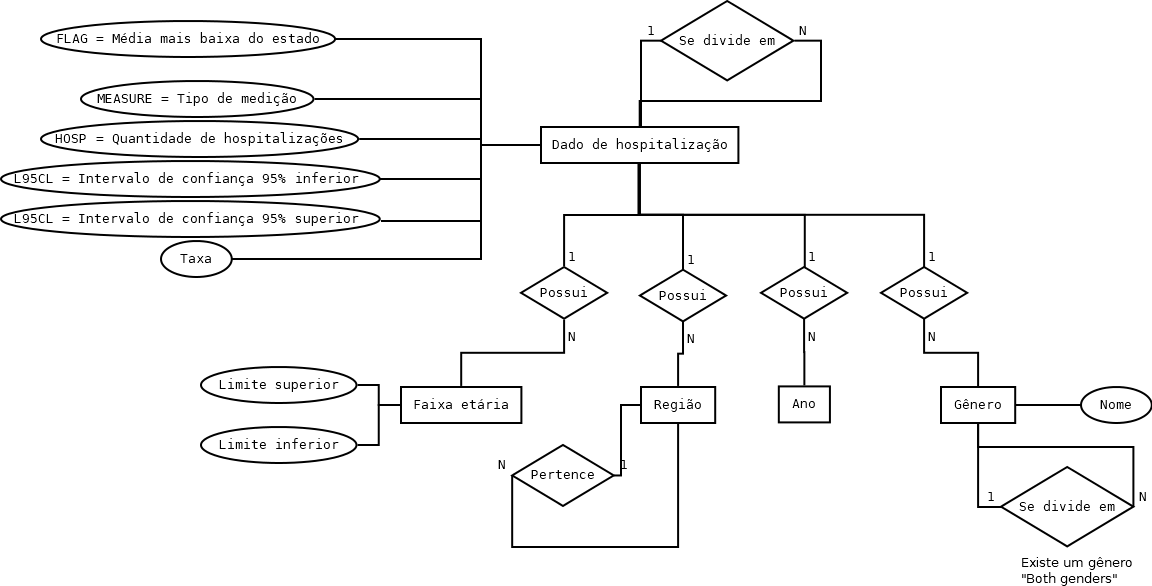 1
N
Se divide em
FLAG = Média mais baixa do estado
MEASURE = Tipo de medição
HOSP = Quantidade de hospitalizações
Dado de hospitalização
L95CL = Intervalo de confiança 95% inferior
L95CL = Intervalo de confiança 95% superior
Taxa
1
1
1
1
Possui
Possui
Possui
Possui
N
N
N
N
Limite superior
Faixa etária
Região
Ano
Gênero
Nome
Limite inferior
N
1
Pertence
1
N
Se divide em
Existe um gênero
"Both genders"